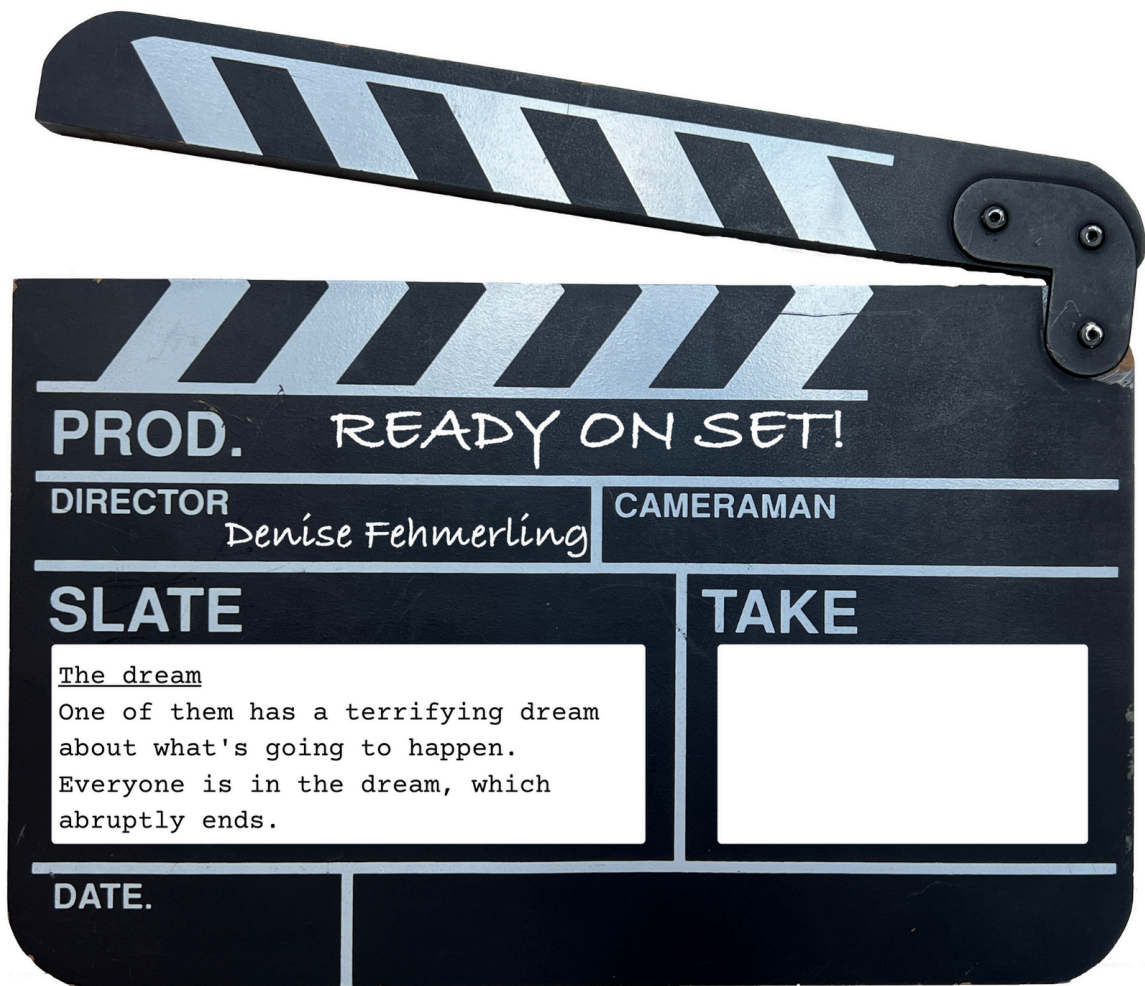 PROD. READY ON SET!
DIRECTOR Denise Fehmerling CAMERAMAN
SLATE TAKE
The dream
One of them has a terrifying dream
about what's going to happen.
Everyone is in the dream, which
abruptly ends.
DATE.